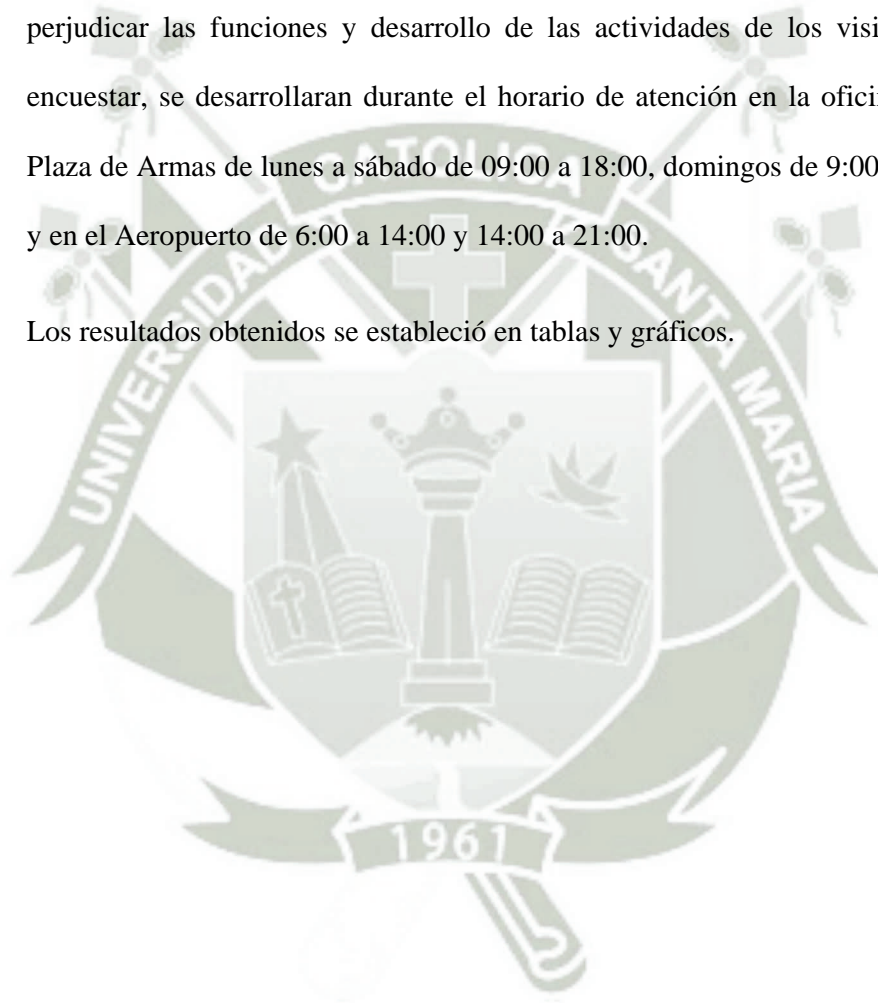 perjudicar las funciones y desarrollo de las actividades de los
encuestar, se desarrollaran durante el horario de atención en la
Plaza de Armas de lunes a sábado de 09:00 a 18:00, domingos de 9:00
y en el Aeropuerto de 6:00 a 14:00 y 14:00 a 21:00.
Los resultados obtenidos se estableció en tablas y gráficos.
UNIVERSIDAD CATOLICA SANTA MARIA
1961